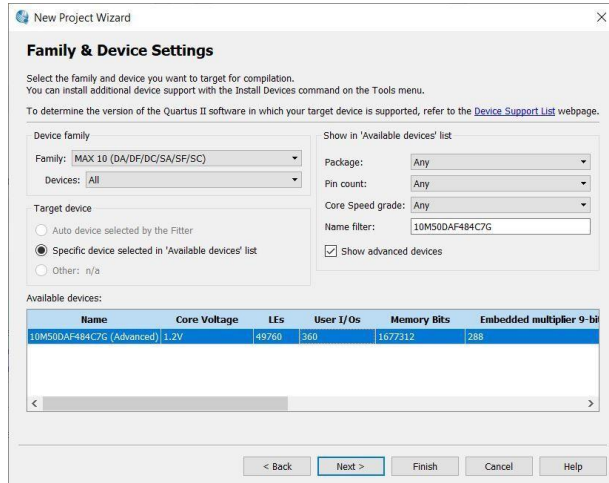 New Project Wizard
Family & Device Settings
Select the family and device you want to target for compilation.
You can install additional device support with the Install Devices command on the Tools menu.
To determine the version of the Quartus II software in which your target device is supported, refer to the Device Support List webpage.
Device family
Family: MAX 10 (DA/DF/DC/SA/SF/SC)
Devices: All
Target device
Auto device selected by the Fitter
Specific device selected in 'Available devices' list
Other: n/a
Show in 'Available devices' list
Package: Any
Pin count: Any
Core Speed grade: Any
Name filter: 10M50DAF484C7G
Show advanced devices
Available devices:
Name Core Voltage LEs User I/Os Memory Bits Embedded multiplier 9-bi
10M50DAF484C7G (Advanced) 1.2V 49760 360 1677312 288
< Back Next > Finish Cancel Help